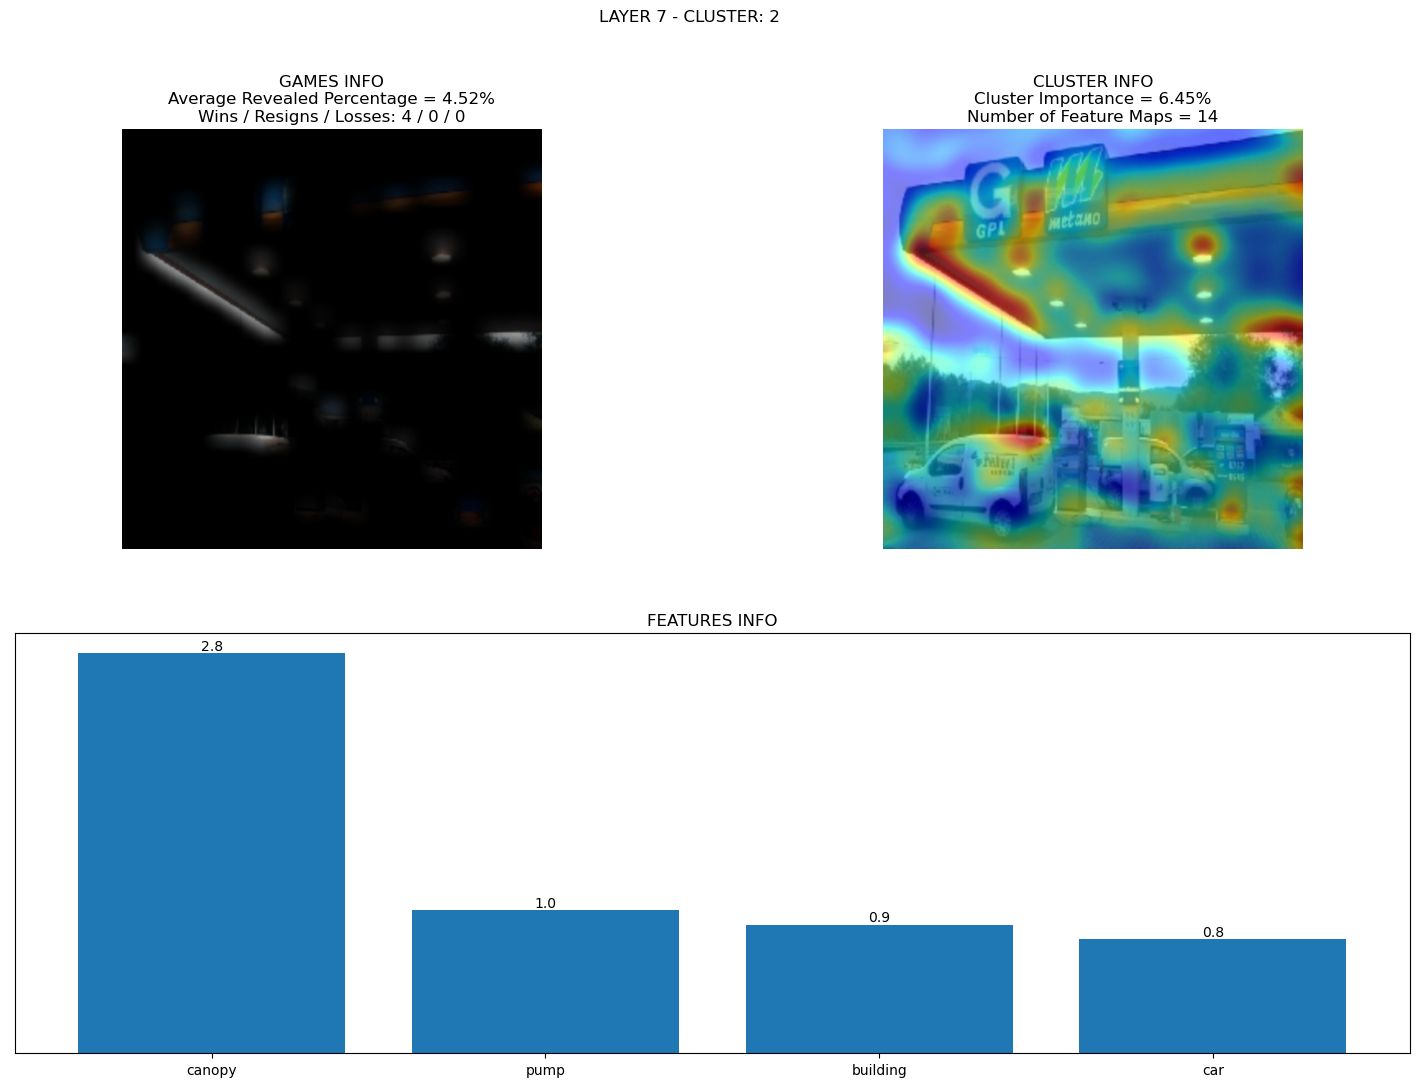 LAYER 7 - CLUSTER: 2
GAMES INFO
Average Revealed Percentage = 4.52%
Wins / Resigns / Losses: 4 / 0 / 0
CLUSTER INFO
Cluster Importance = 6.45%
Number of Feature Maps = 14
G
GPL
metano
FEATURES INFO
2.8
1.0
0.9
0.8
canopy
pump
building
car